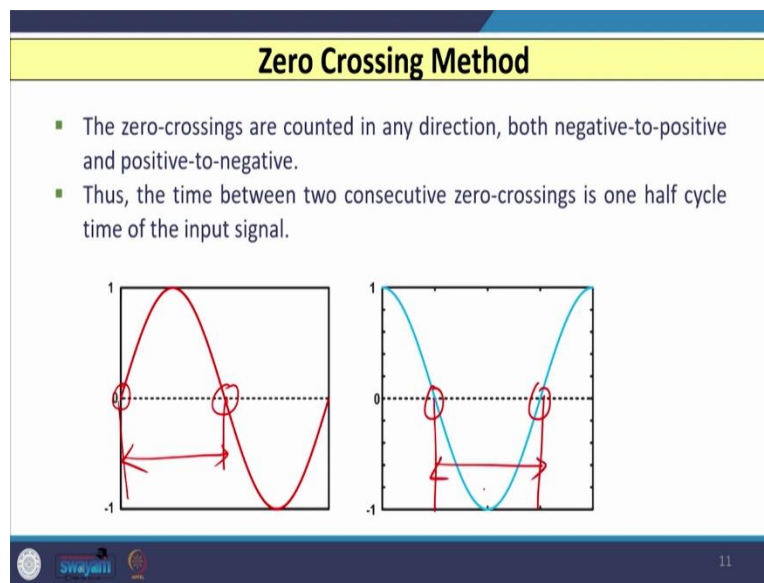 Zero Crossing Method
▪ The zero-crossings are counted in any direction, both negative-to-positive
and positive-to-negative.
▪ Thus, the time between two consecutive zero-crossings is one half cycle
time of the input signal.
1 1
0 0
-1 -1
swayam 11